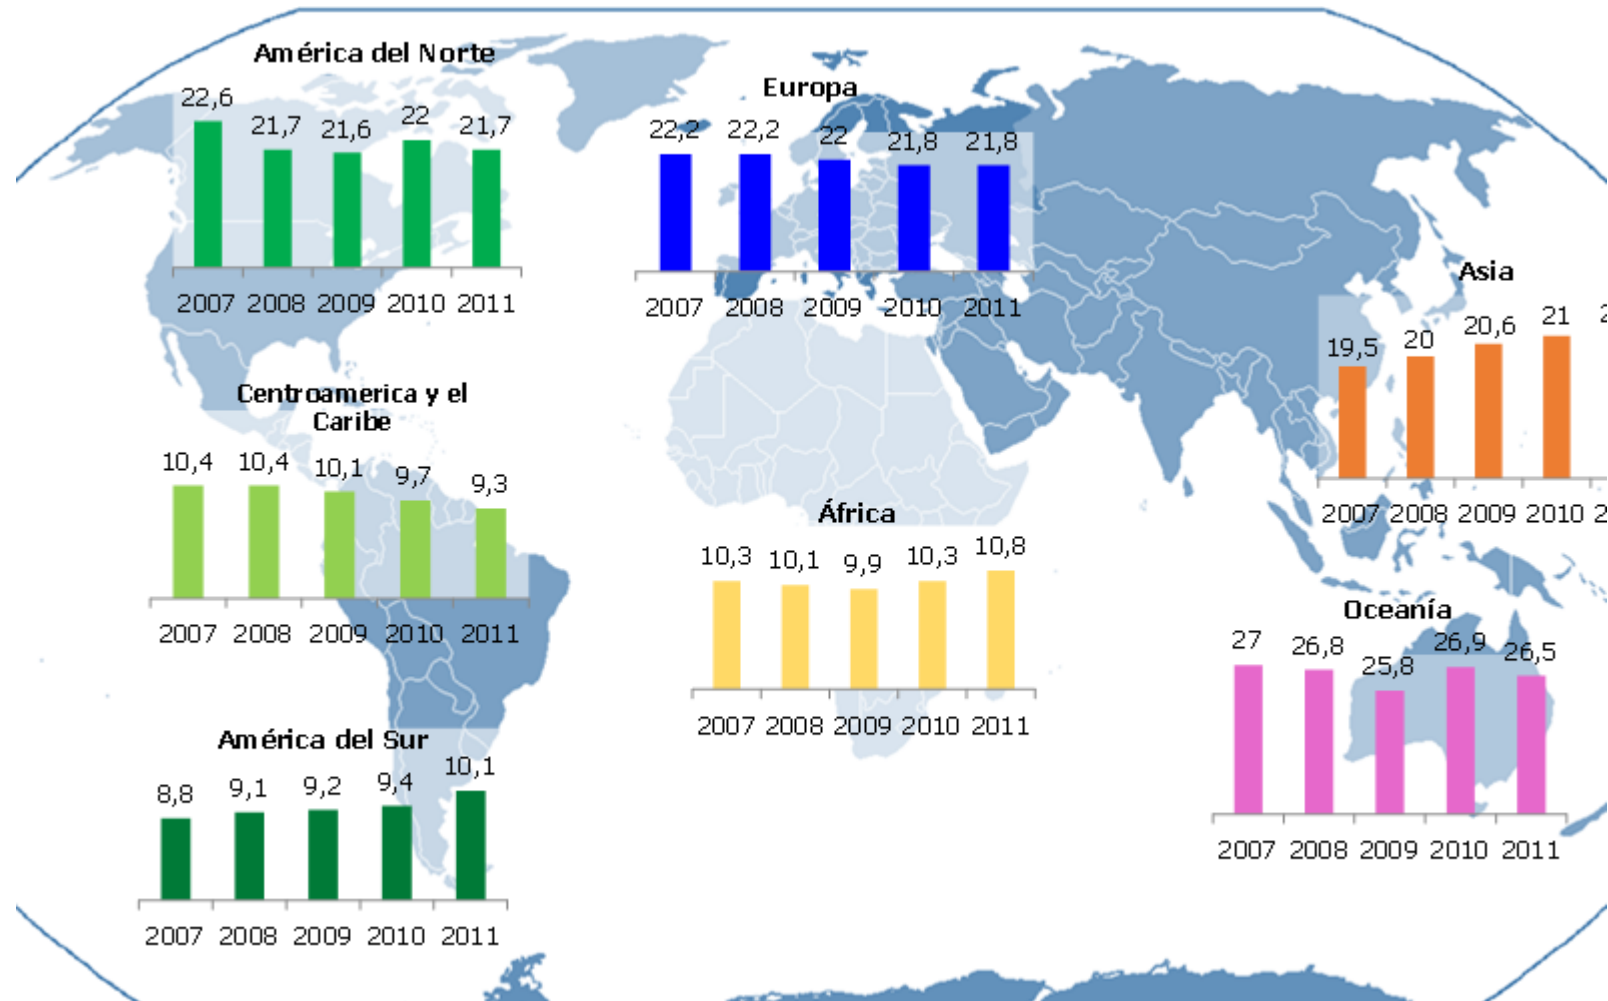 América del Norte
22,6 21,7 21,6 22 21,7
2007 2008 2009 2010 2011
Europa
22,2 22,2 22 21,8 21,8
2007 2008 2009 2010 2011
Asia
19,5 20 20,6 21
2007 2008 2009 2010
Centroamerica y el
Caribe
10,4 10,4 10,1 9,7 9,3
2007 2008 2009 2010 2011
África
10,3 10,1 9,9 10,3 10,8
2007 2008 2009 2010 2011
Oceanía
27 26,8 25,8 26,9 26,5
2007 2008 2009 2010 2011
América del Sur
8,8 9,1 9,2 9,4 10,1
2007 2008 2009 2010 2011